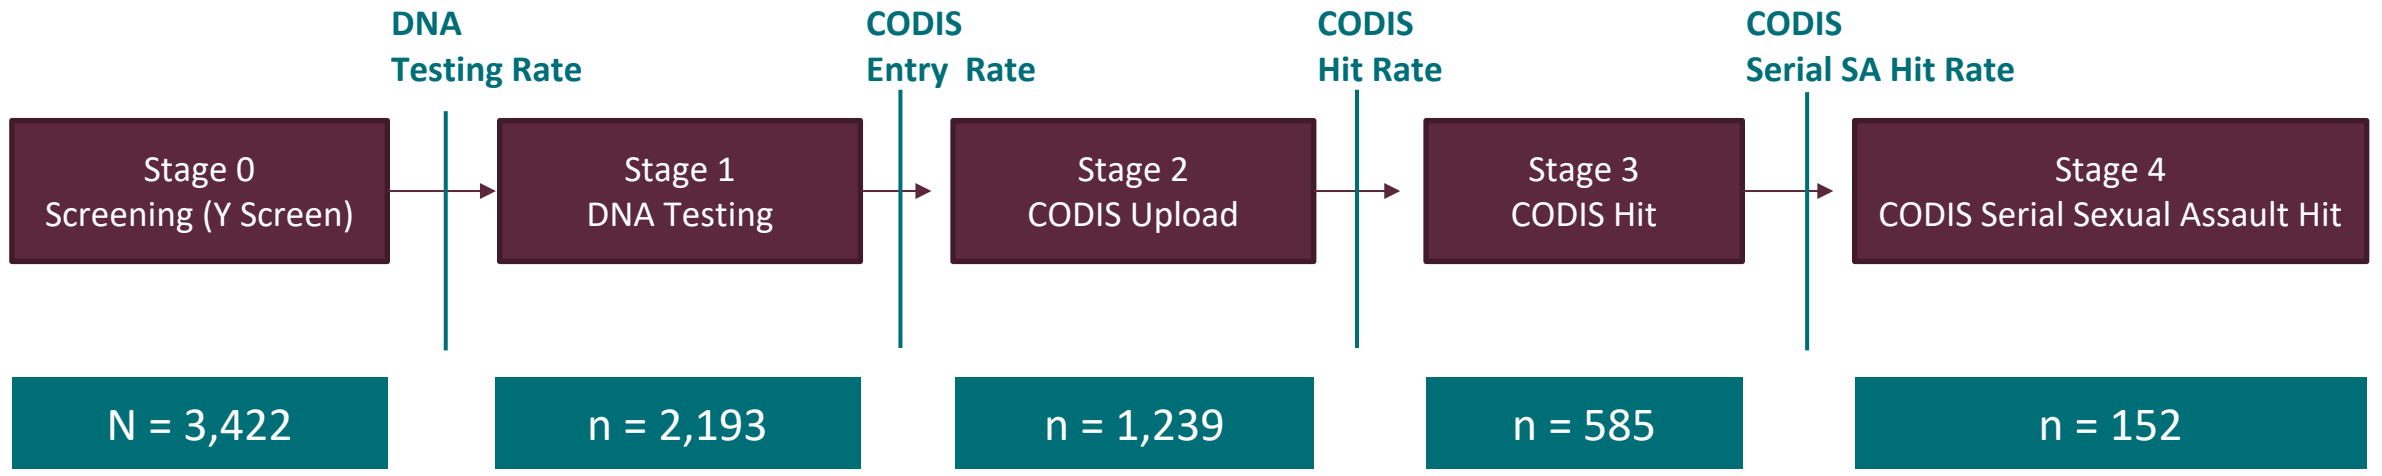 DNA
Testing Rate
CODIS
Entry Rate
CODIS
Hit Rate
CODIS
Serial SA Hit Rate
Stage 0
Screening (Y Screen)
Stage 1
DNA Testing
Stage 2
CODIS Upload
Stage 3
CODIS Hit
Stage 4
CODIS Serial Sexual Assault Hit
N = 3,422
n = 2,193
n = 1,239
n = 585
n = 152